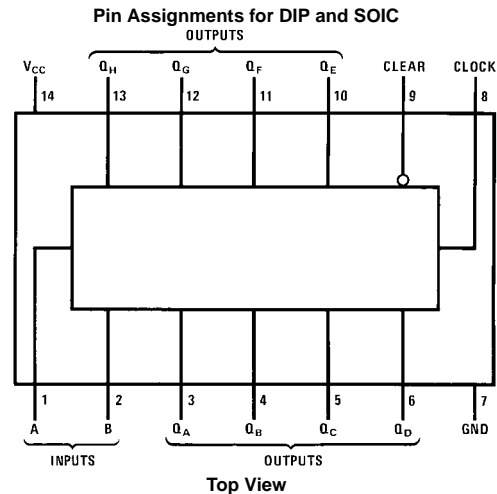 Pin Assignments for DIP and SOIC
OUTPUTS
VCC QH QG QF QE CLEAR CLOCK
14 13 12 11 10 9 8
1 2 3 4 5 6 7
A B QA QB QC QD GND
INPUTS OUTPUTS
Top View